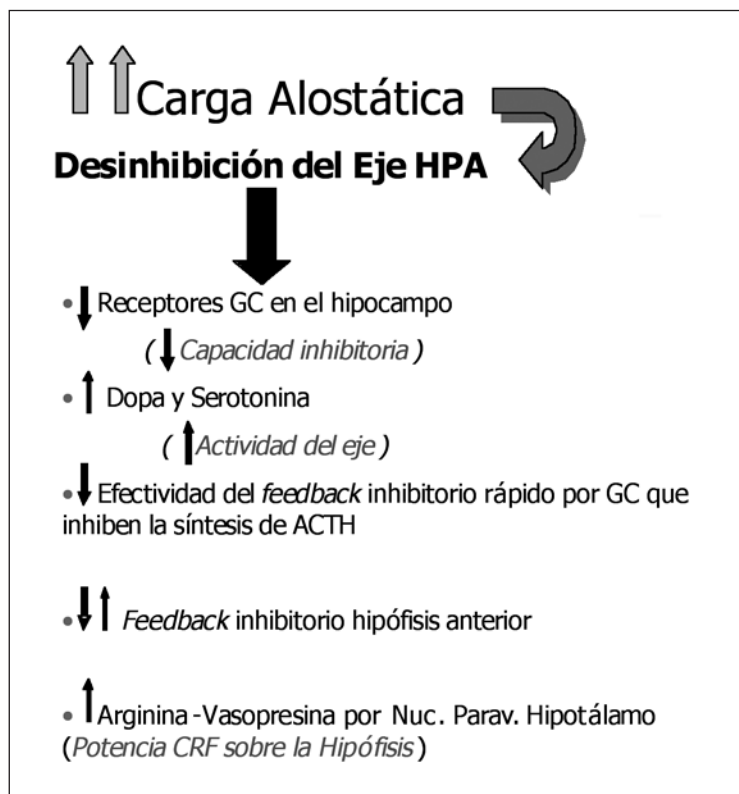 Carga Alostática
Desinhibición del Eje HPA
• Receptores GC en el hipocampo
( Capacidad inhibitoria )
• Dopa y Serotonina
( Actividad del eje )
• Efectividad del feedback inhibitorio rápido por GC que
inhiben la síntesis de ACTH
• Feedback inhibitorio hipófisis anterior
• Arginina -Vasopresina por Nuc. Parav. Hipotálamo
(Potencia CRF sobre la Hipófisis )